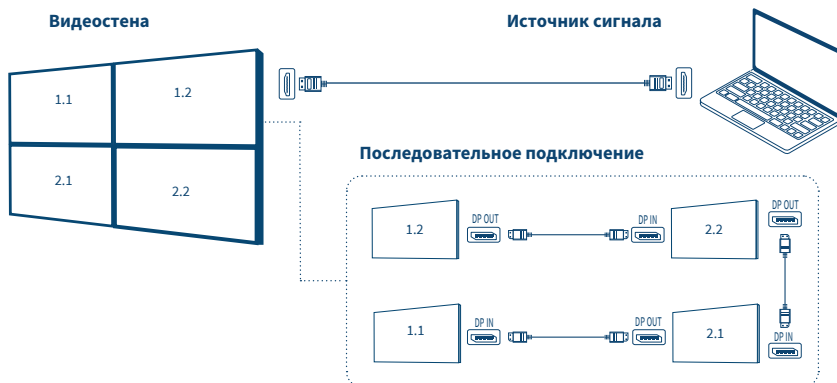 Видеостена
Источник сигнала
1.1
1.2
2.1
2.2
Последовательное подключение
1.2
DP OUT
DP IN
2.2
DP OUT
1.1
DP IN
DP OUT
2.1
DP IN